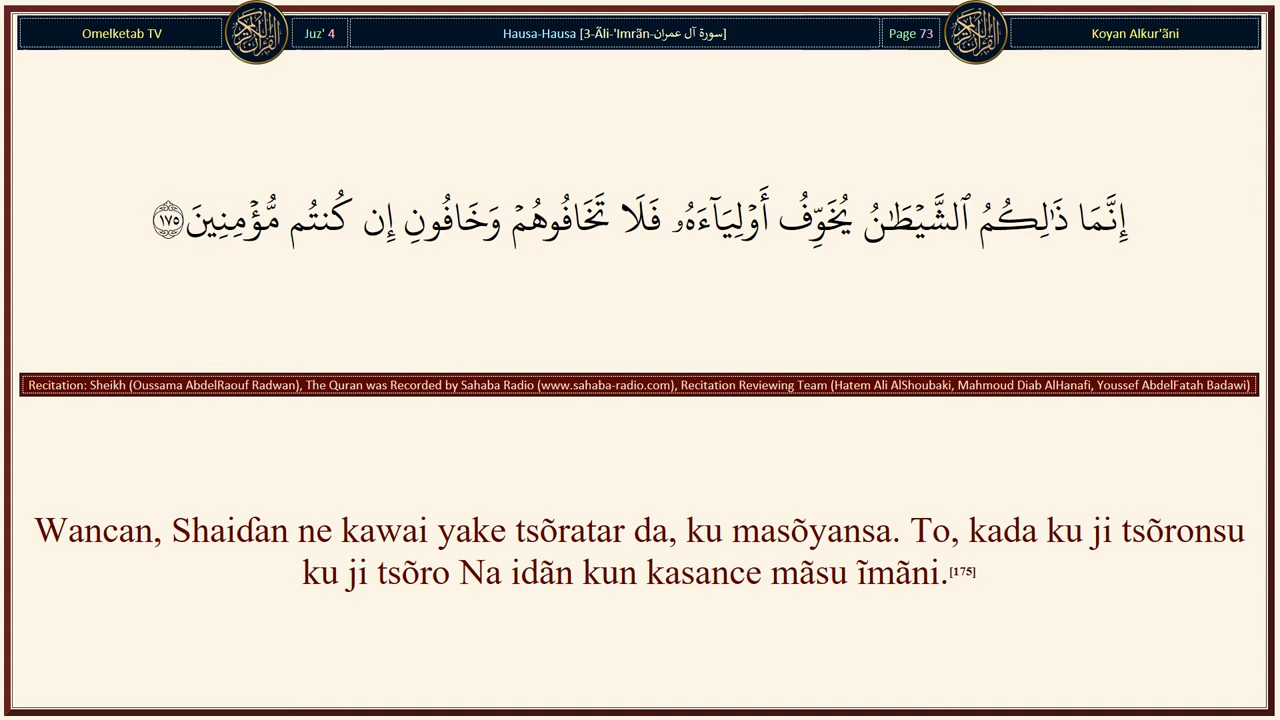 Omelketab TV
Juz' 4
Hausa-Hausa [3-Ãli-'Imrãn-سورة آل عمران]
Page 73
Koyan Alƙur'ãni
إِنَّمَا ذَٰلِكُمُ ٱلشَّيۡطَٰنُ يُخَوِّفُ أَوۡلِيَآءَهُۥ فَلَا تَخَافُوهُمۡ وَخَافُونِ إِن كُنتُم مُّؤۡمِنِينَ ١٧٥
Recitation: Sheikh (Oussama AbdelRaouf Radwan), The Quran was Recorded by Sahaba Radio (www.sahaba-radio.com), Recitation Reviewing Team (Hatem Ali AlShoubaki, Mahmoud Diab AlHanafi, Youssef AbdelFatah Badawi)
Wancan, Shaiɗan ne kawai yake tsõratar da, ku masõyansa. To, kada ku ji tsõronsu
ku ji tsõro Na idãn kun kasance mãsu ĩmãni.[175]